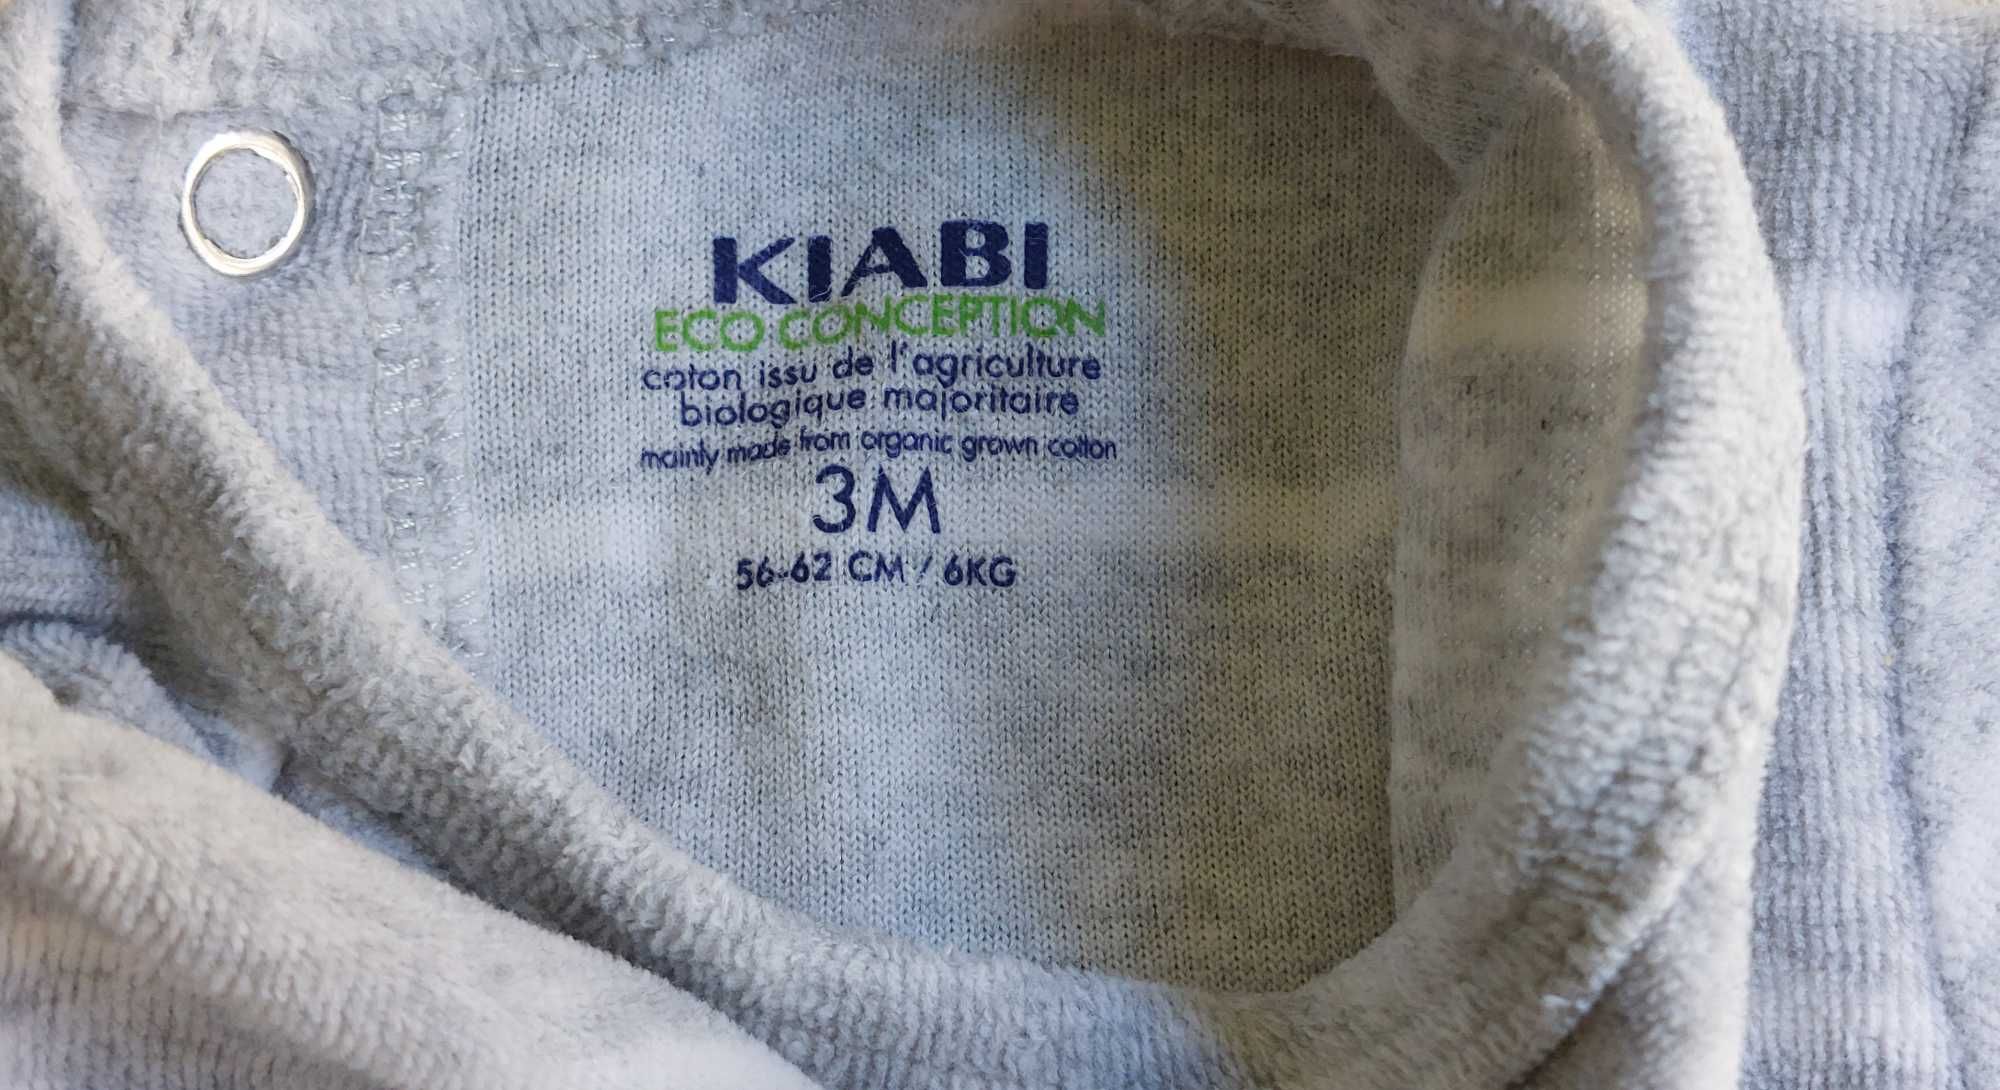 KIABI
ECO CONCEPTION
coton issu de l'agriculture
biologique majoritaire
mainly made from organic grown cotton
3M
56-62 CM / 6KG